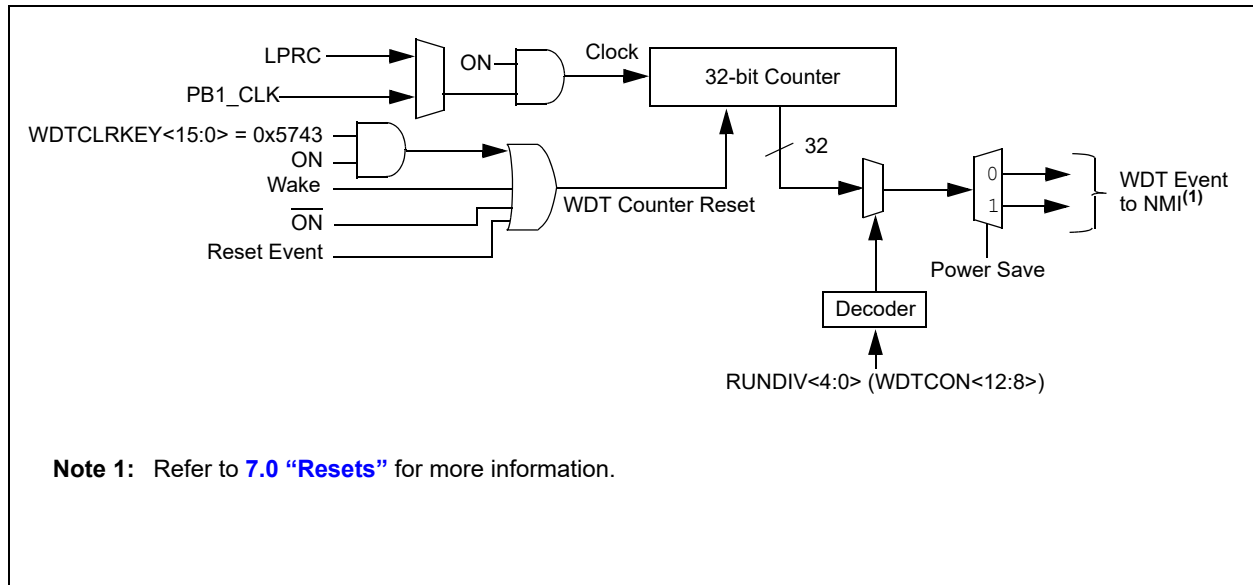 LPRC
ON
Clock
32-bit Counter
PB1_CLK
WDTCLRKEY<15:0> = 0x5743
ON
32
Wake
0
WDT Event
to NMI(1)
WDT Counter Reset
1
ON
Reset Event
Power Save
Decoder
RUNDIV<4:0> (WDTCON<12:8>)
Note 1: Refer to 7.0 “Resets” for more information.